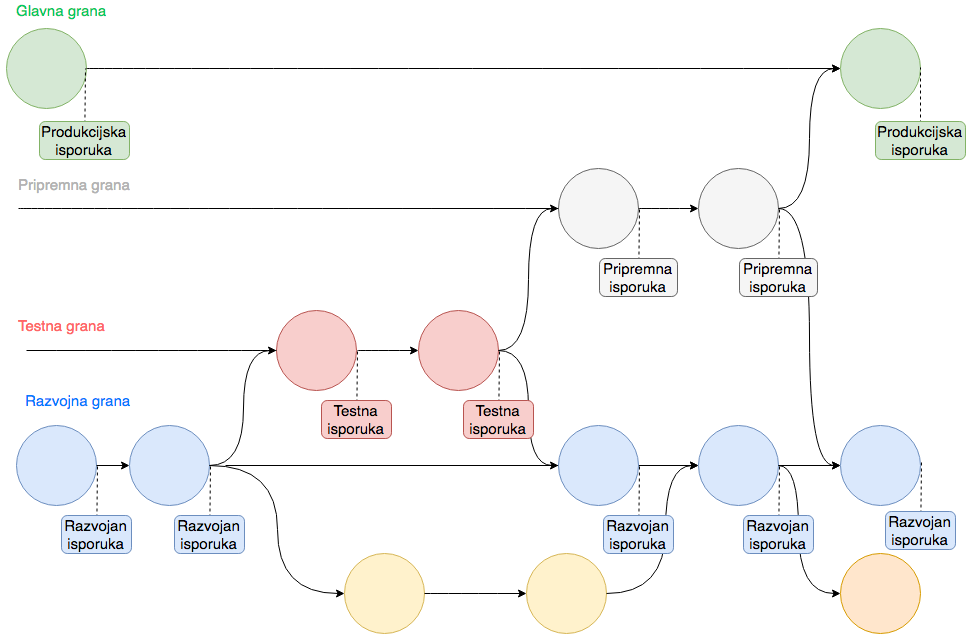 Glavna grana
Produkcijska
isporuka
Produkcijska
isporuka
Pripremna grana
Pripremna
isporuka
Pripremna
isporuka
Testna grana
Testna
isporuka
Testna
isporuka
Razvojna grana
Razvojan
isporuka
Razvojan
isporuka
Razvojan
isporuka
Razvojan
isporuka
Razvojan
isporuka